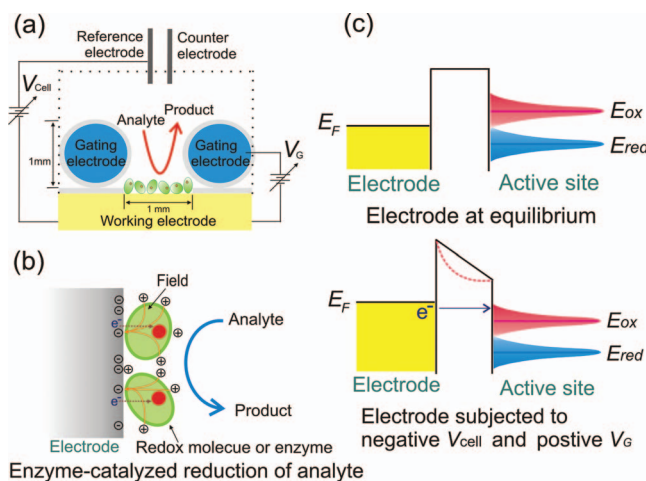 (a)
Reference
electrode
Counter
electrode
Vcell
Product
Analyte
Gating
electrode
Gating
electrode
VG
1mm
1 mm
Working electrode
(b)
Field
e-
e-
Analyte
Product
Electrode
Redox molecue or enzyme
Enzyme-catalyzed reduction of analyte
(c)
EF
Eox
Ered
Electrode
Active site
Electrode at equilibrium
EF
e-
Eox
Ered
Electrode
Active site
Electrode subjected to
negative Vcell and postive VG